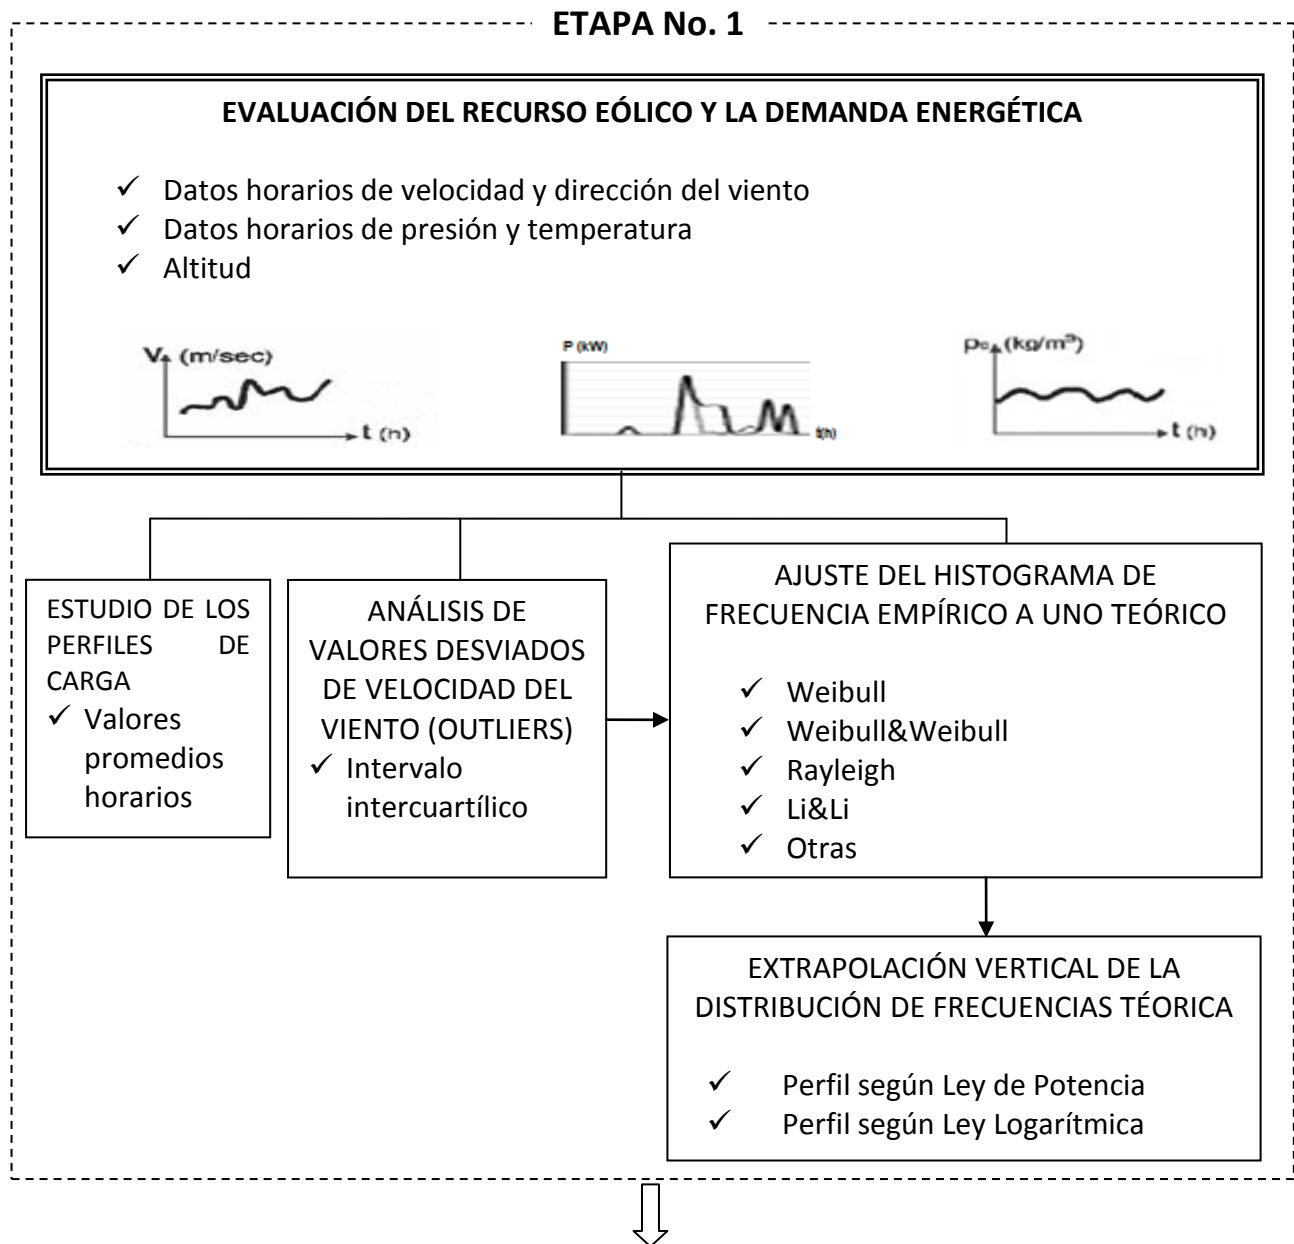 ETAPA No. 1
EVALUACIÓN DEL RECURSO EÓLICO Y LA DEMANDA ENERGÉTICA
✓ Datos horarios de velocidad y dirección del viento
✓ Datos horarios de presión y temperatura
✓ Altitud
V (m/sec)
t (h)
P (kW)
t(h)
(kg/m³)
t (h)
ESTUDIO DE LOS
PERFILES DE
CARGA
✓ Valores
promedios
horarios
ANÁLISIS DE
VALORES DESVIADOS
DE VELOCIDAD DEL
VIENTO (OUTLIERS)
✓ Intervalo
intercuartílico
AJUSTE DEL HISTOGRAMA DE
FRECUENCIA EMPÍRICO A UNO TEÓRICO
✓ Weibull
✓ Weibull&Weibull
✓ Rayleigh
✓ Li&Li
✓ Otras
EXTRAPOLACIÓN VERTICAL DE LA
DISTRIBUCIÓN DE FRECUENCIAS TÉORICA
✓ Perfil según Ley de Potencia
✓ Perfil según Ley Logarítmica